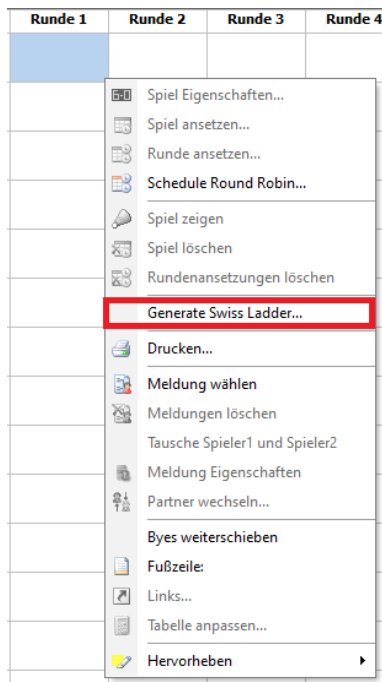 Runde 1 Runde 2 Runde 3 Runde 4
6-0 Spiel Eigenschaften...
Spiel ansetzen...
Runde ansetzen...
Schedule Round Robin...
Spiel zeigen
Spiel löschen
Rundenansetzungen löschen
Generate Swiss Ladder...
Drucken...
Meldung wählen
Meldungen löschen
Tausche Spieler1 und Spieler2
Meldung Eigenschaften
Partner wechseln...
Byes weiterschieben
Fußzeile:
Links...
Tabelle anpassen...
Hervorheben